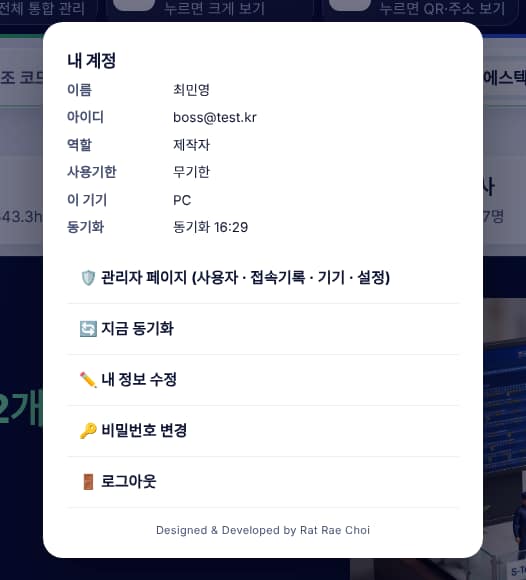 전체 통합 관리
누르면 크게 보기
누르면 QR·주소 보기
조 코드
에스텍
내 계정
이름 최민영
아이디 boss@test.kr
역할 제작자
사용기한 무기한
이 기기 PC
동기화 동기화 16:29
🛡️ 관리자 페이지 (사용자 · 접속기록 · 기기 · 설정)
🔄 지금 동기화
✏️ 내 정보 수정
🔑 비밀번호 변경
🚪 로그아웃
Designed & Developed by Rat Rae Choi
사
43.3h
7명
2개